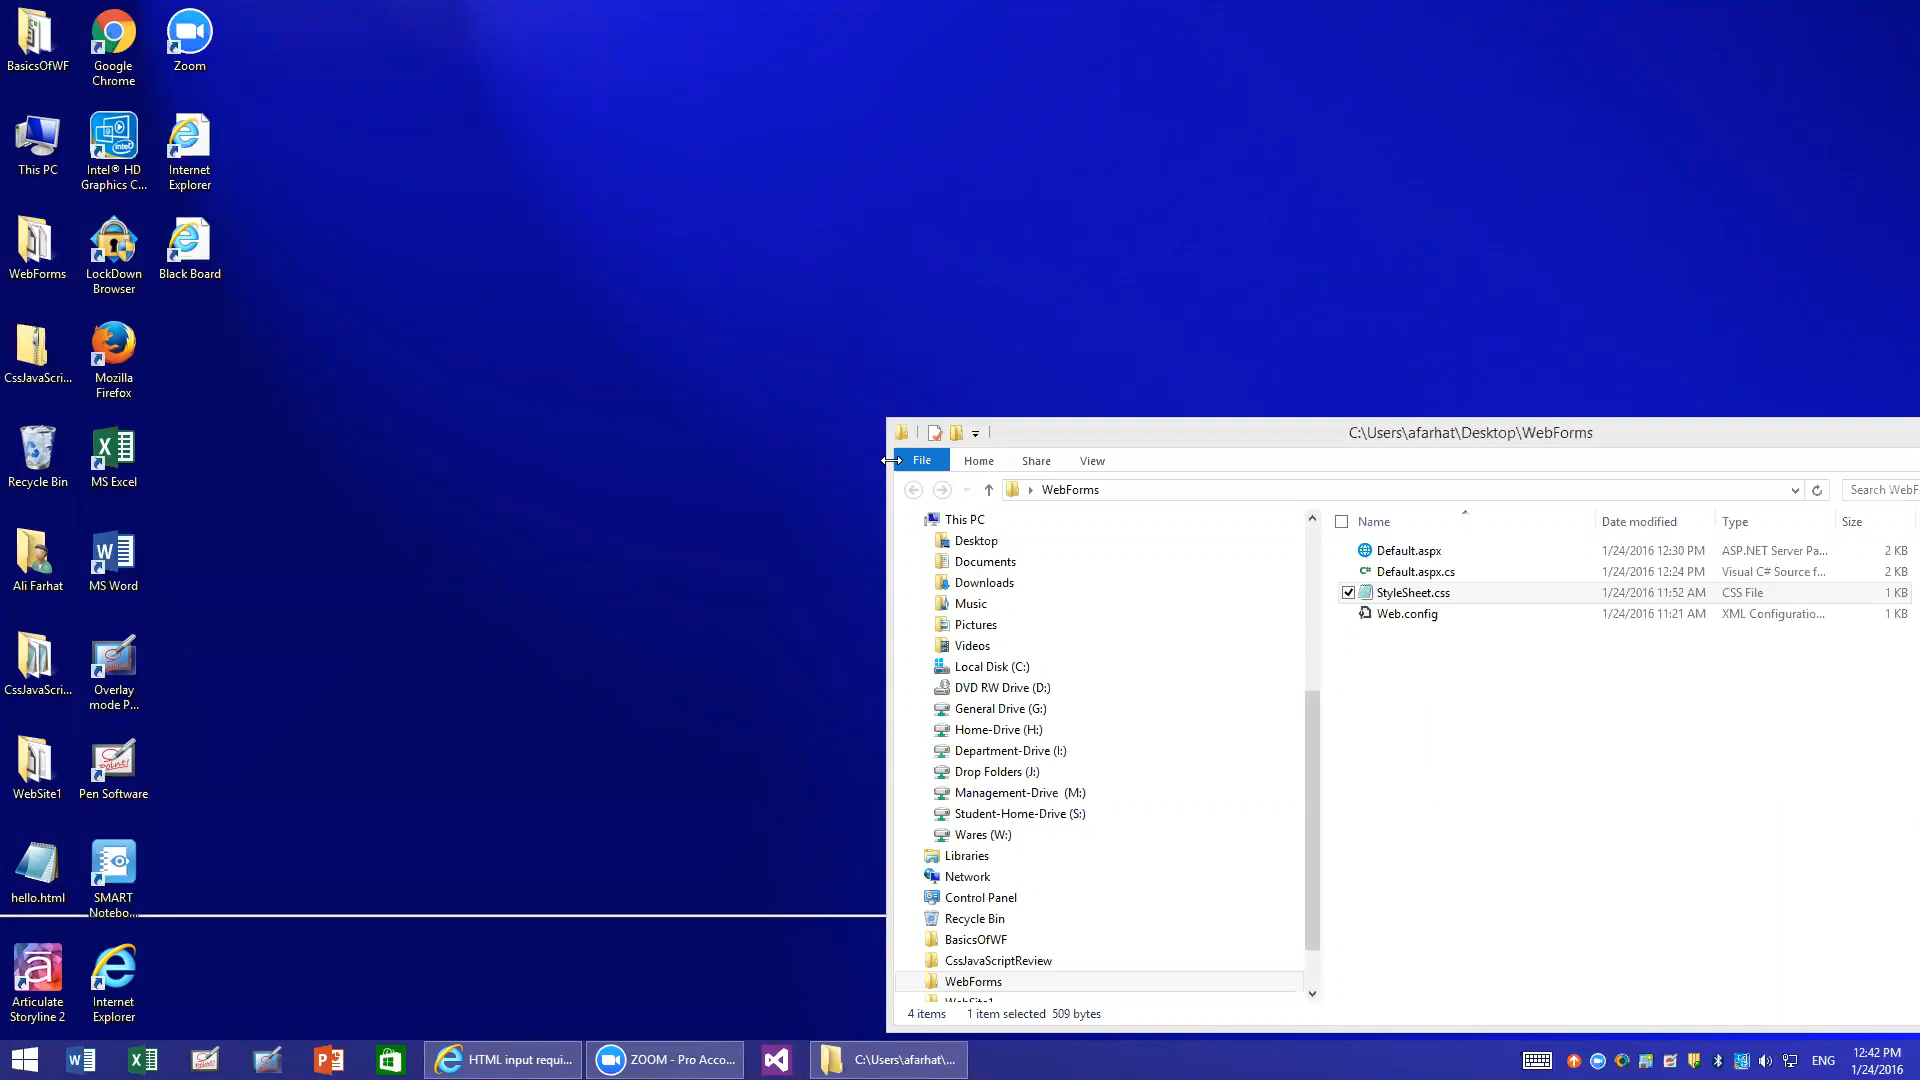 BasicsOfWF
Google
Chrome
Zoom
This PC
Intel® HD
Graphics C...
Internet
Explorer
WebForms
LockDown
Browser
Black Board
CssJavaScri...
Mozilla
Firefox
Recycle Bin
MS Excel
Ali Farhat
MS Word
CssJavaScri...
Overlay
mode P...
WebSite1
Pen Software
hello.html
SMART
Notebo...
Articulate
Storyline 2
Internet
Explorer
C:\Users\afarhat\Desktop\WebForms
File Home Share View
WebForms
Search WebF
This PC
Desktop
Documents
Downloads
Music
Pictures
Videos
Local Disk (C:)
DVD RW Drive (D:)
General Drive (G:)
Home-Drive (H:)
Department-Drive (I:)
Drop Folders (J:)
Management-Drive (M:)
Student-Home-Drive (S:)
Wares (W:)
Libraries
Network
Control Panel
Recycle Bin
BasicsOfWF
CssJavaScriptReview
WebForms
WebSite1
Name Date modified Type Size
Default.aspx 1/24/2016 12:30 PM ASP.NET Server Pa... 2 KB
Default.aspx.cs 1/24/2016 12:24 PM Visual C# Source f... 2 KB
StyleSheet.css 1/24/2016 11:52 AM CSS File 1 KB
Web.config 1/24/2016 11:21 AM XML Configuratio... 1 KB
4 items 1 item selected 509 bytes
HTML input requi...
ZOOM - Pro Acco...
C:\Users\afarhat\...
ENG
12:42 PM
1/24/2016